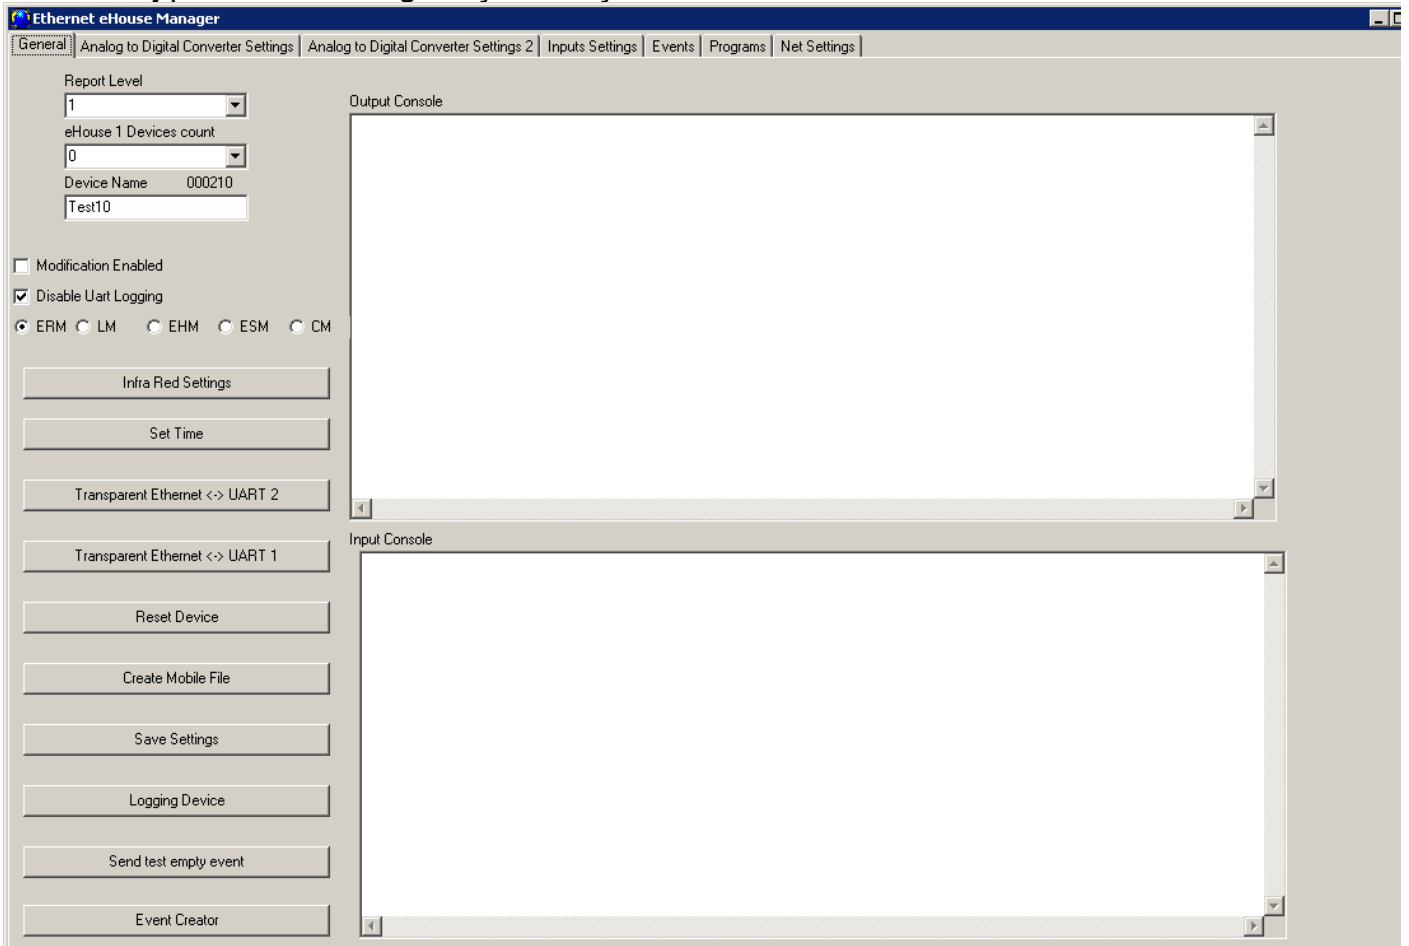 Ethernet eHouse Manager
General Analog to Digital Converter Settings Analog to Digital Converter Settings 2 Inputs Settings Events Programs Net Settings
Report Level
1
eHouse 1 Devices count
0
Device Name 000210
Test10
Modification Enabled
Disable Uart Logging
ERM LM EHM ESM CM
Infra Red Settings
Set Time
Transparent Ethernet <-> UART 2
Transparent Ethernet <-> UART 1
Reset Device
Create Mobile File
Save Settings
Logging Device
Send test empty event
Event Creator
Output Console
Input Console